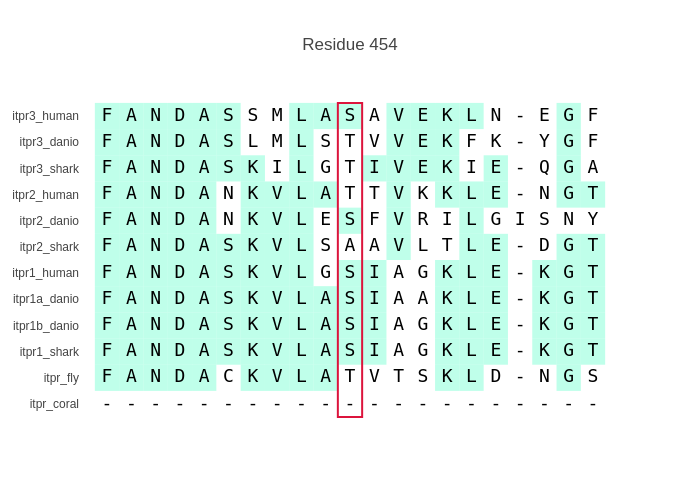 Residue 454
itpr3_human F A N D A S S M L A S A V E K L N - E G F
itpr3_danio F A N D A S L M L S T V V E K F K - Y G F
itpr3_shark F A N D A S K I L G T I V E K I E - Q G A
itpr2_human F A N D A N K V L A T T V K K L E - N G T
itpr2_danio F A N D A N K V L E S F V R I L G I S N Y
itpr2_shark F A N D A S K V L S A A V L T L E - D G T
itpr1_human F A N D A S K V L G S I A G K L E - K G T
itpr1a_danio F A N D A S K V L A S I A A K L E - K G T
itpr1b_danio F A N D A S K V L A S I A G K L E - K G T
itpr1_shark F A N D A S K V L A S I A G K L E - K G T
itpr_fly F A N D A C K V L A T V T S K L D - N G S
itpr_coral - - - - - - - - - - - - - - - - - - - - -